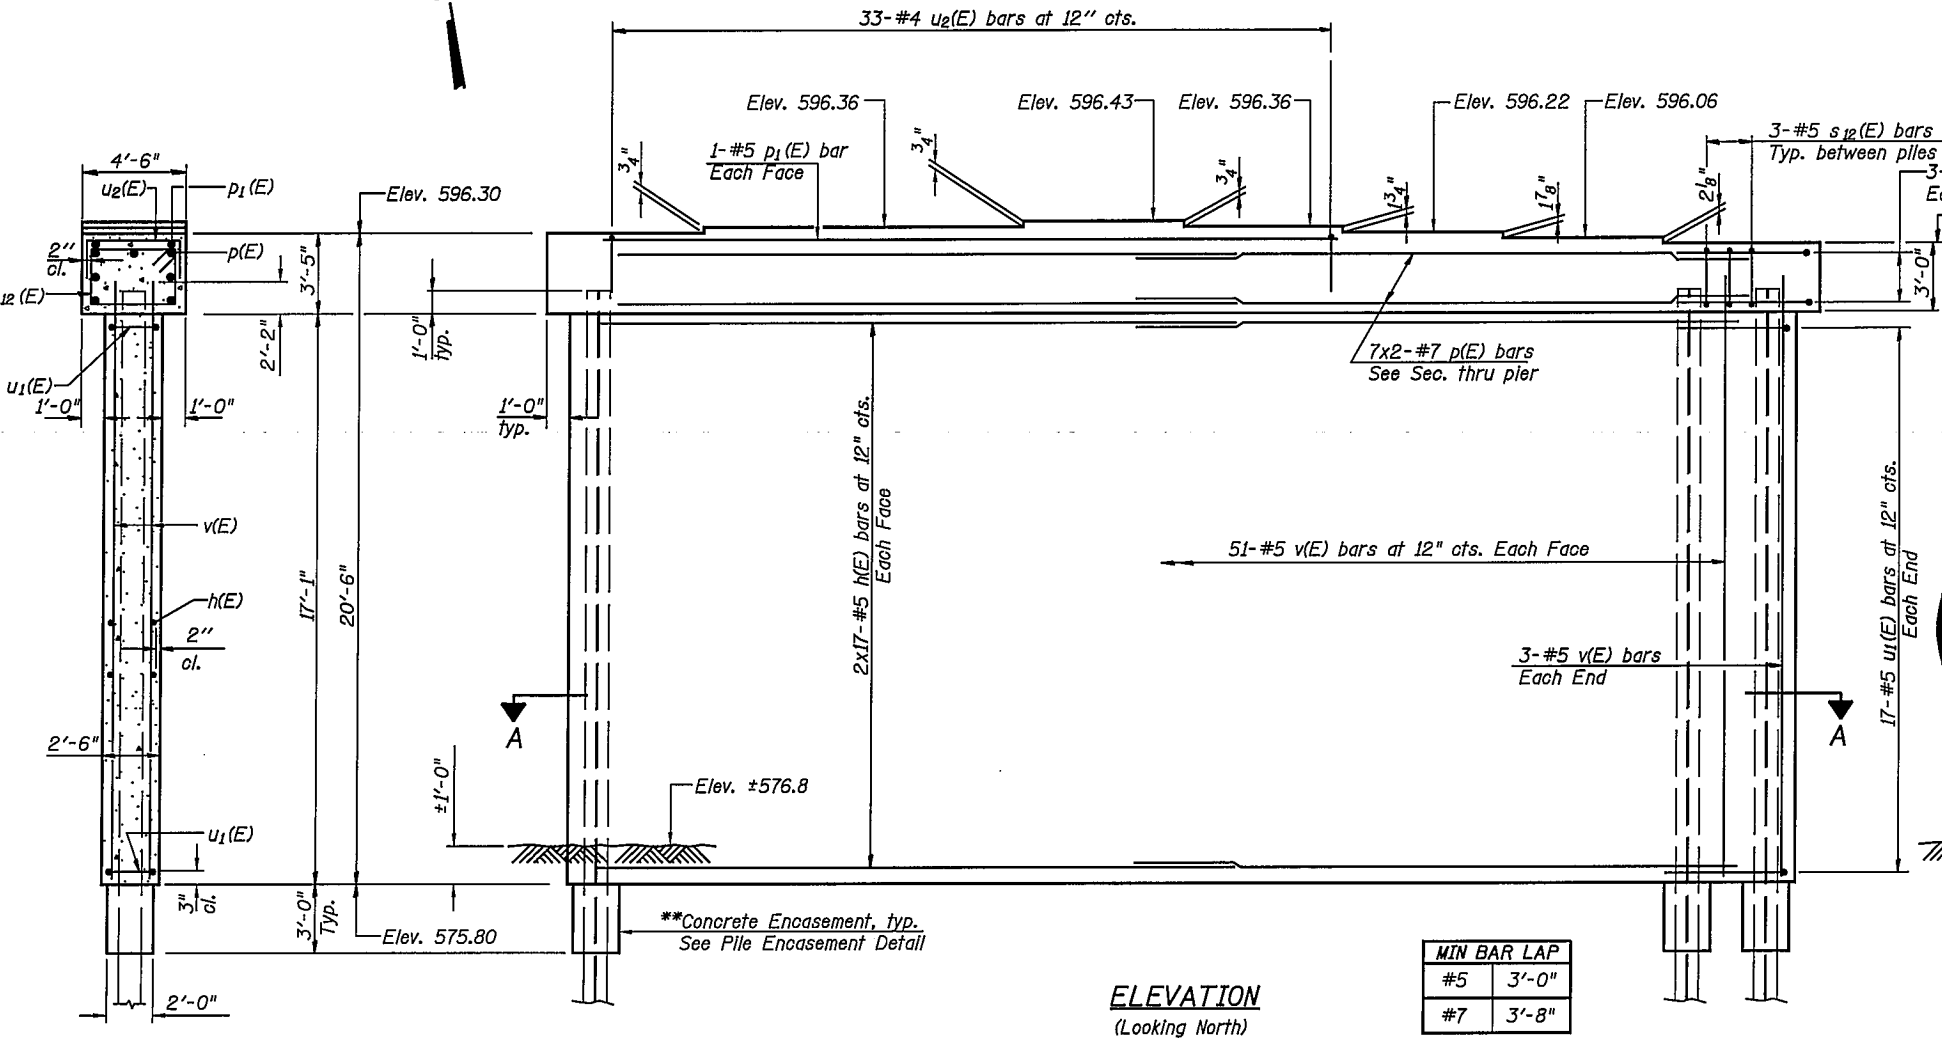 33-#4 u2(E) bars at 12" cts.
Elev. 596.36
Elev. 596.43
Elev. 596.36
Elev. 596.22
Elev. 596.06
3-#5 s12(E) bars
Typ. between piles
3-
4'-6"
u2(E)
p1(E)
Elev. 596.30
3/4"
1-#5 p1(E) bar
Each Face
3/4"
3/4"
1 3/4"
1 7/8"
2 1/8"
2"
cl.
p(E)
12(E)
3'-5"
2'-2"
1'-0"
typ.
3'-0"
u1(E)
1'-0"
1'-0"
1'-0"
typ.
7x2-#7 p(E) bars
See Sec. thru pier
v(E)
h(E)
2"
cl.
17'-1"
20'-6"
2x17-#5 h(E) bars at 12" cts.
Each Face
51-#5 v(E) bars at 12" cts. Each Face
3-#5 v(E) bars
Each End
17-#5 u1(E) bars at 12" cts.
Each End
A
A
2'-6"
±1'-0"
Elev. ±576.8
u1(E)
3"
cl.
3'-0"
Typ.
Elev. 575.80
**Concrete Encasement, typ.
See Pile Encasement Detail
2'-0"
ELEVATION
(Looking North)
MIN BAR LAP
#5 3'-0"
#7 3'-8"